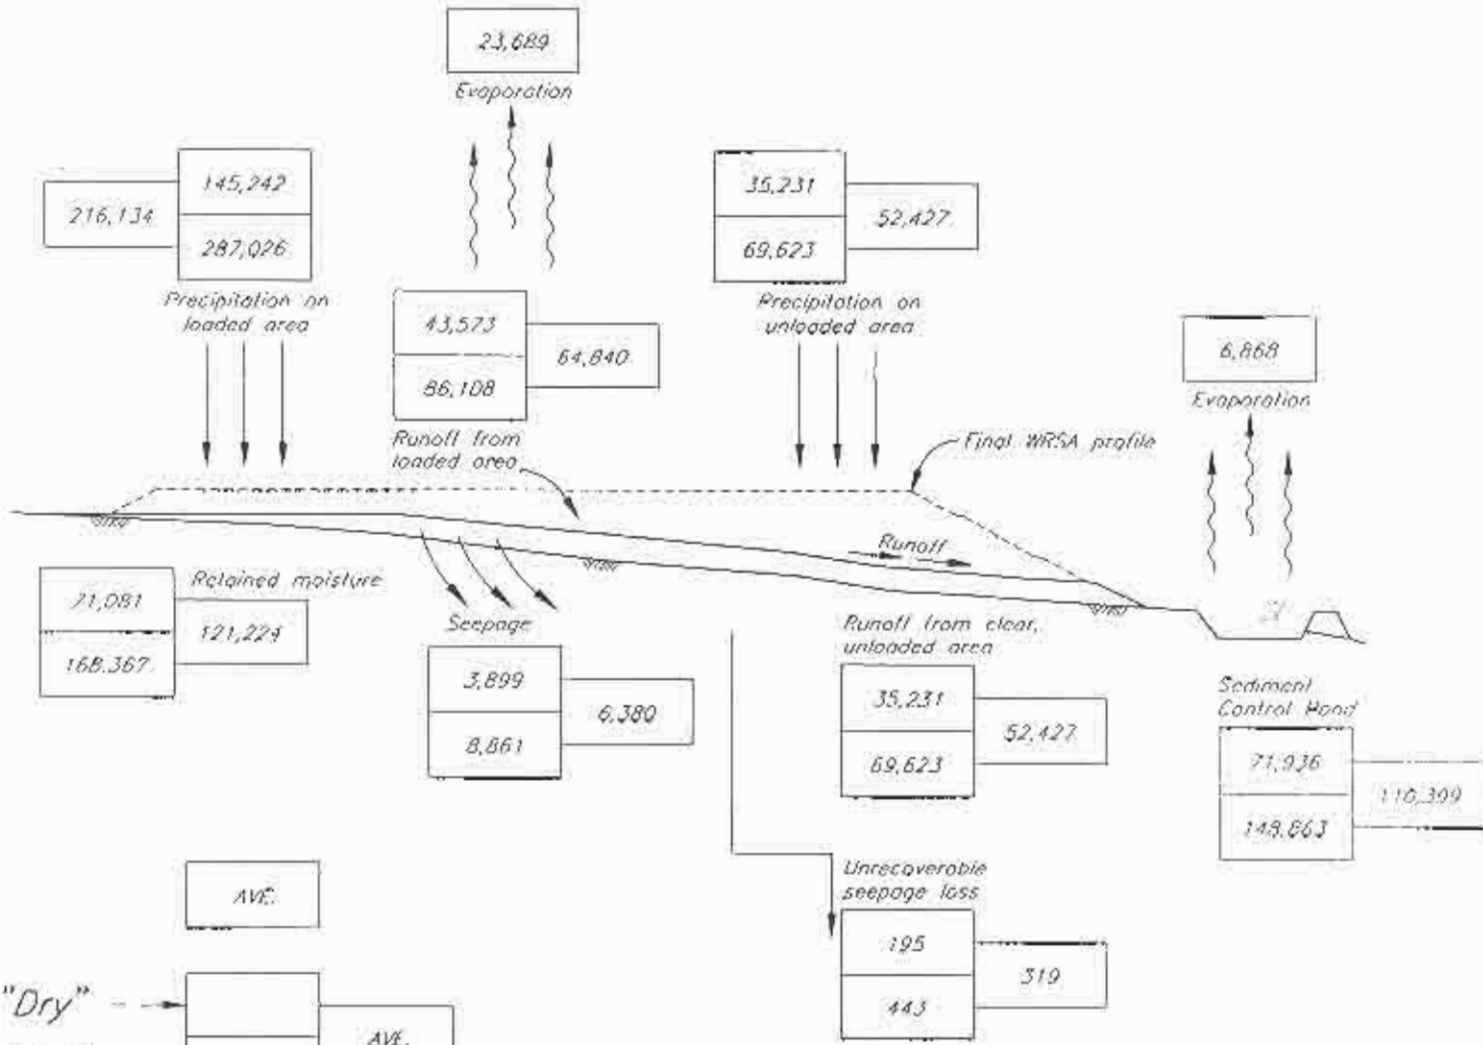 23,689
Evaporation
145,242
216,134
287,026
Precipitation on
loaded area
35,231
52,427
69,623
Precipitation on
unloaded area
43,573
64,840
86,108
Runoff from
loaded area
6,868
Evaporation
Final WRSA profile
Runoff
Retained moisture
71,081
121,224
168,367
Seepage
3,899
6,380
8,861
Runoff from clear,
unloaded area
35,231
52,427
69,623
Sediment
Control Pond
71,936
110,399
148,863
Unrecoverable
seepage loss
195
319
443
AVE.
"Dry"
AVE.